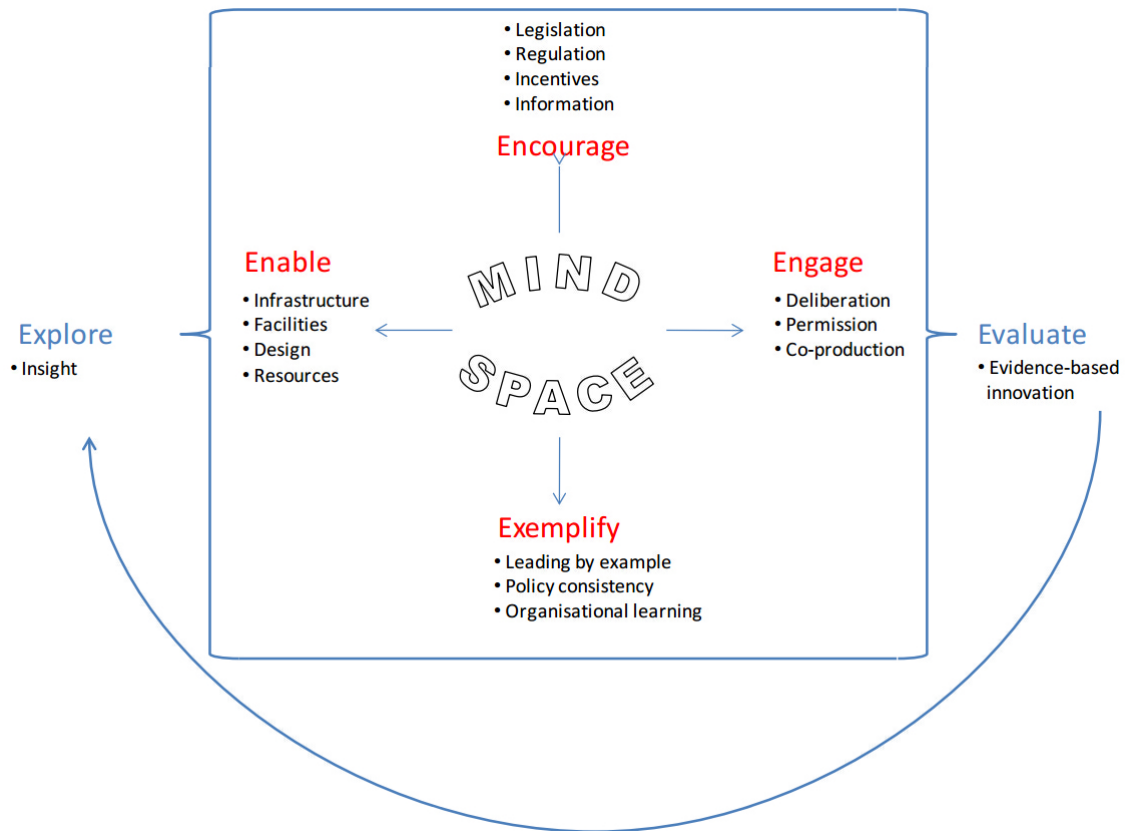 • Legislation
• Regulation
• Incentives
• Information
Encourage
Enable
• Infrastructure
• Facilities
• Design
• Resources
MIND
SPACE
Engage
• Deliberation
• Permission
• Co-production
Explore
• Insight
Evaluate
• Evidence-based
innovation
Exemplify
• Leading by example
• Policy consistency
• Organisational learning